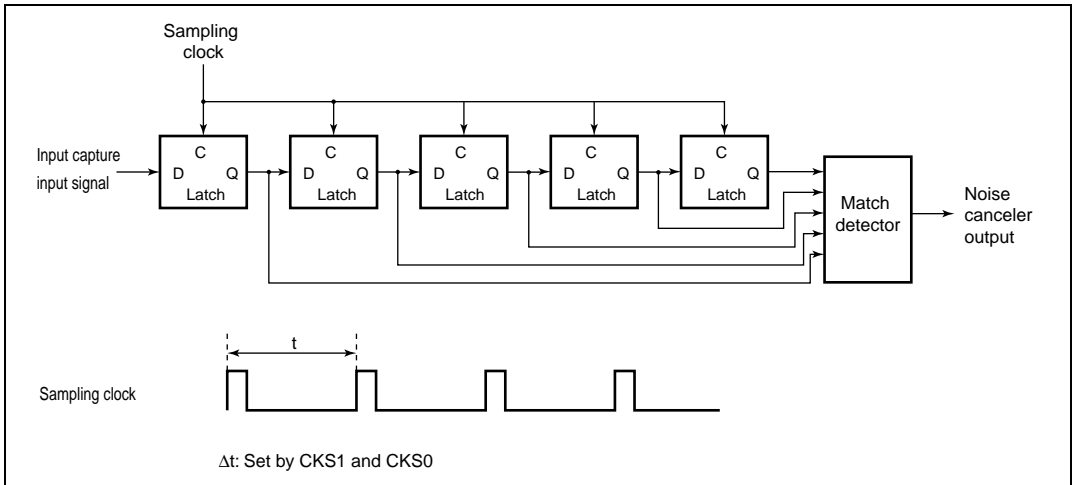 Sampling
clock
Input capture
input signal
C
D Q
Latch
C
D Q
Latch
C
D Q
Latch
C
D Q
Latch
C
D Q
Latch
Match
detector
Noise
canceler
output
t
Sampling clock
Δt: Set by CKS1 and CKS0